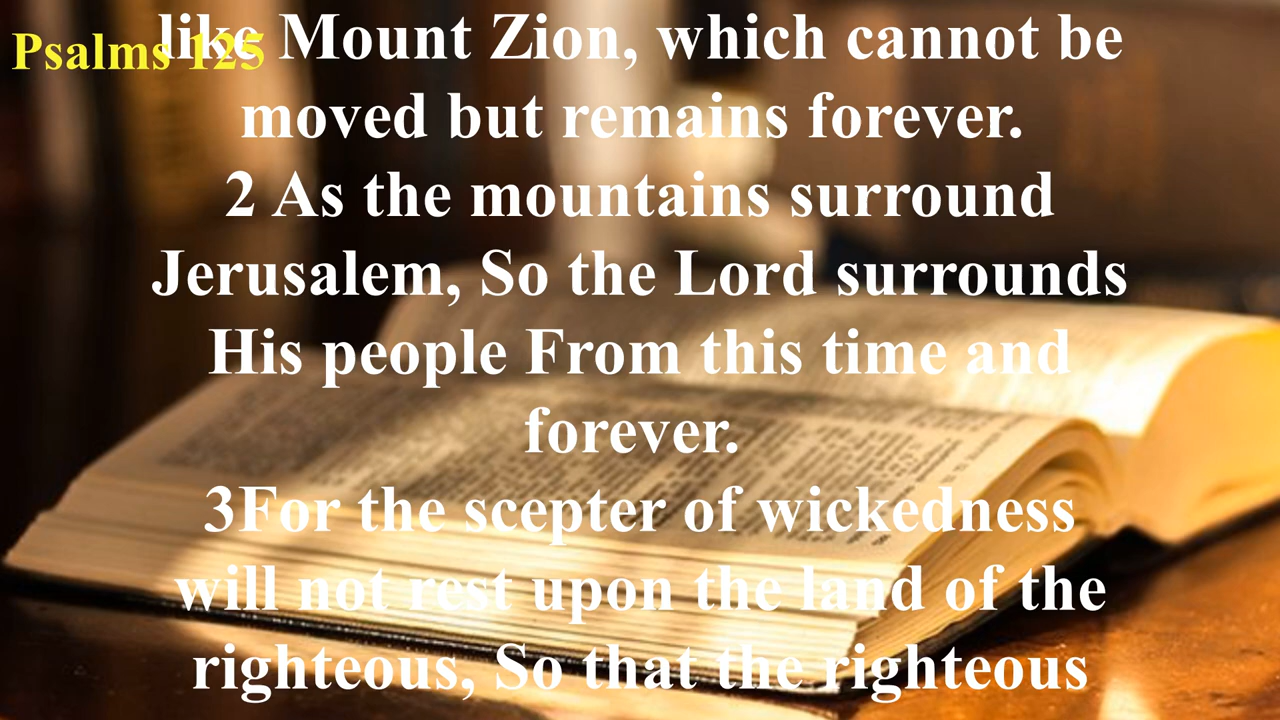 Psalms 125
like Mount Zion, which cannot be
moved but remains forever.
2 As the mountains surround
Jerusalem, So the Lord surrounds
His people From this time and
forever.
3For the scepter of wickedness
will not rest upon the land of the
righteous, So that the righteous